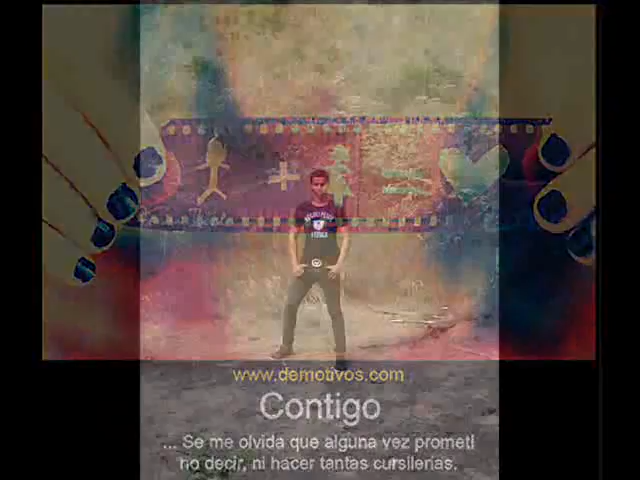 www.demotivos.com
Contigo
... Se me olvida que alguna vez prometí
no decir, ni hacer tantas cursilerías.